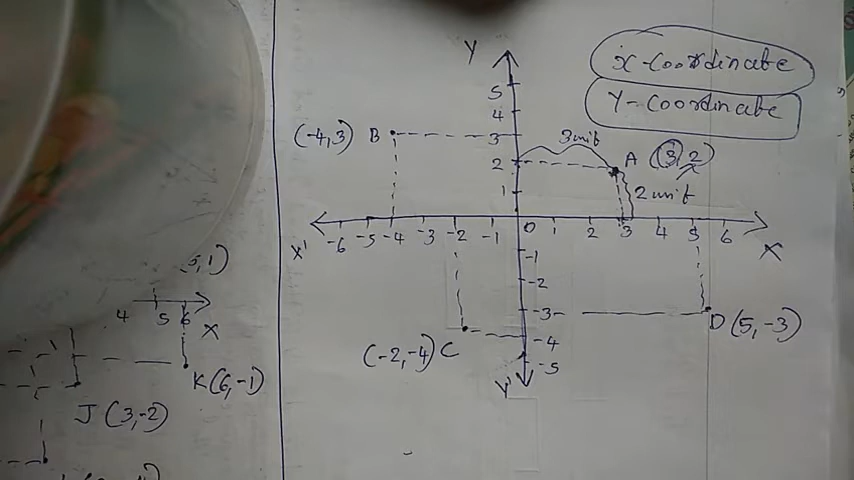 Y
x-coordinate
Y-coordinate
5
4
(-4,3) B 3 3 unit
2 A (3,2)
1 2 unit
X' -6 -5 -4 -3 -2 -1 0 1 2 3 4 5 6 X
-1
-2
-3 D (5,-3)
(-2,-4) C -4
-5
Y'
5,1)
4 5 6 X
K(6,-1)
J(3,-2)